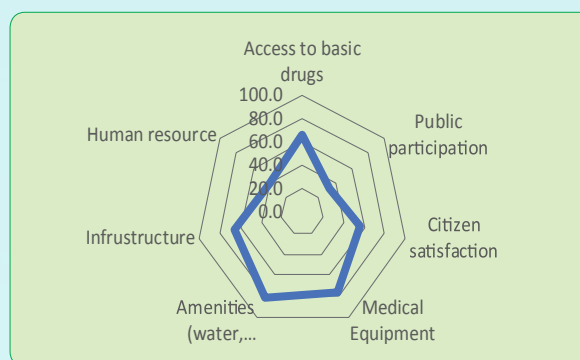 Access to basic
drugs
100.0
80.0
60.0
40.0
20.0
0.0
Public
participation
Citizen
satisfaction
Medical
Equipment
Amenities
(water,...
Infrustructure
Human resource